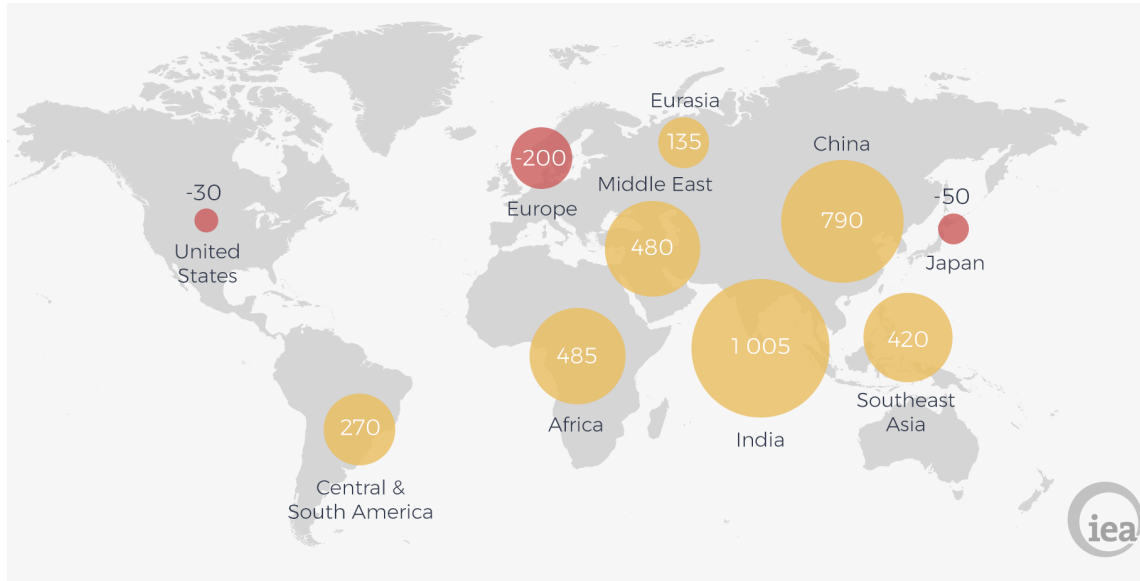 Eurasia
135
China
-200
Middle East
-30
-50
Europe
790
480
United
States
Japan
1 005
420
485
Southeast
Asia
Africa
270
India
Central &
South America
iea